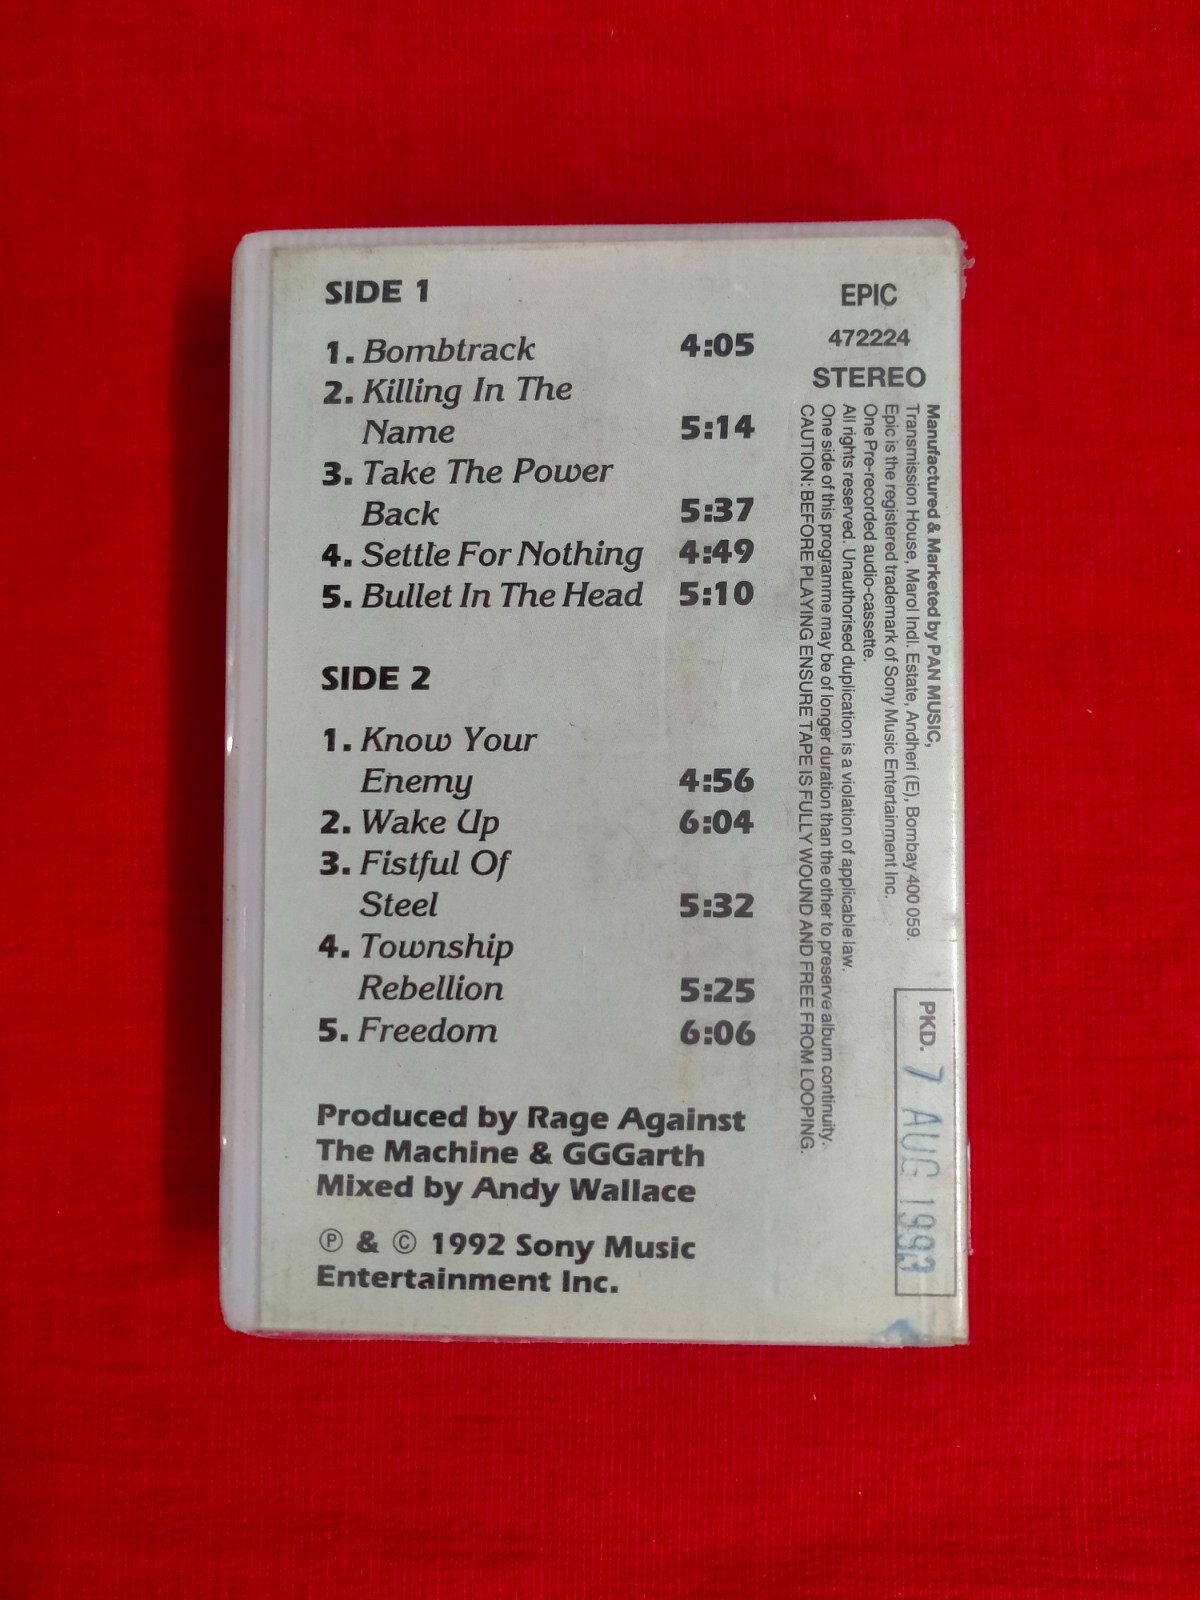 SIDE 1
1. Bombtrack 4:05
2. Killing In The
Name 5:14
3. Take The Power
Back 5:37
4. Settle For Nothing 4:49
5. Bullet In The Head 5:10
SIDE 2
1. Know Your
Enemy 4:56
2. Wake Up 6:04
3. Fistful Of
Steel 5:32
4. Township
Rebellion 5:25
5. Freedom 6:06
Produced by Rage Against
The Machine & GGGarth
Mixed by Andy Wallace
Ⓟ & © 1992 Sony Music
Entertainment Inc.
EPIC
472224
STEREO
Manufactured & Marketed by PAN MUSIC,
Transmission House, Marol Indl. Estate, Andheri (E), Bombay 400 059.
Epic is the registered trademark of Sony Music Entertainment Inc.
One Pre-recorded audio-cassette.
All rights reserved. Unauthorised duplication is a violation of applicable law.
One side of this programme may be of longer duration than the other to preserve album continuity.
CAUTION: BEFORE PLAYING ENSURE TAPE IS FULLY WOUND AND FREE FROM LOOPING.
PKD. 7 AUG 1993